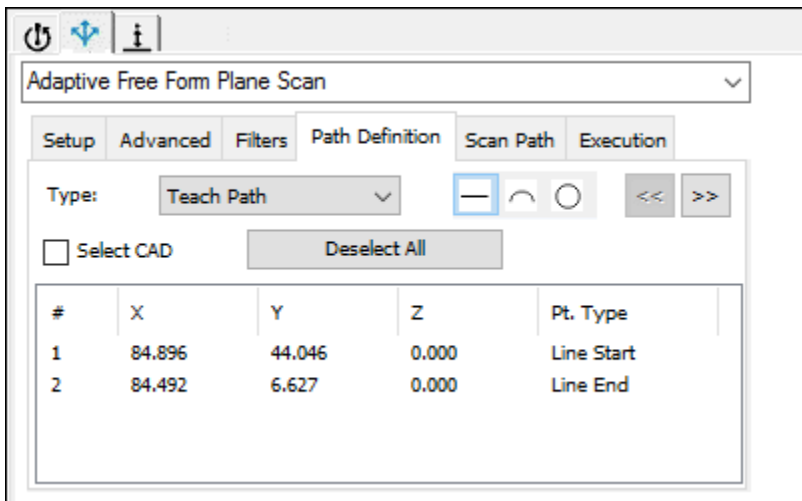 Adaptive Free Form Plane Scan
Setup Advanced Filters Path Definition Scan Path Execution
Type: Teach Path << >>
Select CAD Deselect All
# X Y Z Pt. Type
1 84.896 44.046 0.000 Line Start
2 84.492 6.627 0.000 Line End